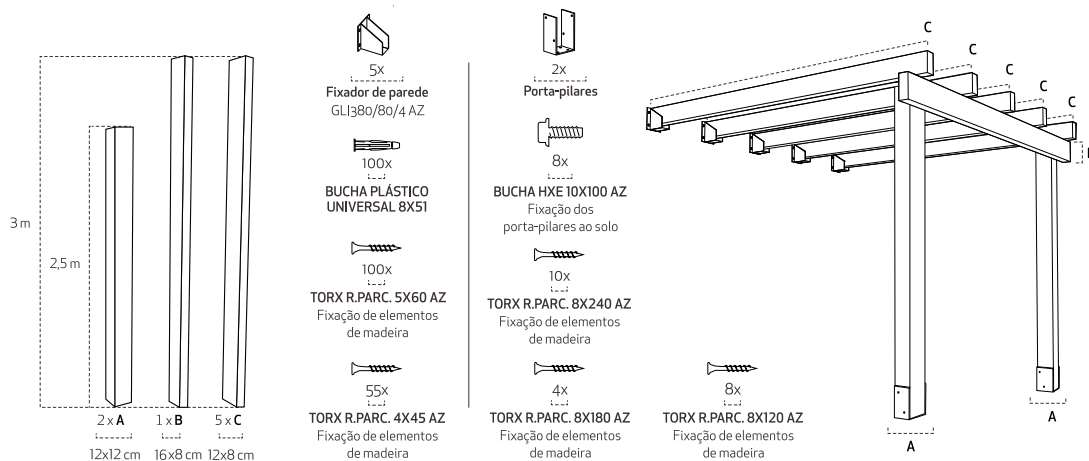 3 m
2,5 m
2 x A
12x12 cm
1 x B
16x8 cm
5 x C
12x8 cm
5x
Fixador de parede
GL|380/80/4 AZ
100x
BUCHA PLÁSTICO
UNIVERSAL 8X51
100x
TORX R.PARC. 5X60 AZ
Fixação de elementos
de madeira
55x
TORX R.PARC. 4X45 AZ
Fixação de elementos
de madeira
2x
Porta-pilares
8x
BUCHA HXE 10X100 AZ
Fixação dos
porta-pilares ao solo
10x
TORX R.PARC. 8X240 AZ
Fixação de elementos
de madeira
4x
TORX R.PARC. 8X180 AZ
Fixação de elementos
de madeira
8x
TORX R.PARC. 8X120 AZ
Fixação de elementos
de madeira
C
C
C
C
C
A
A